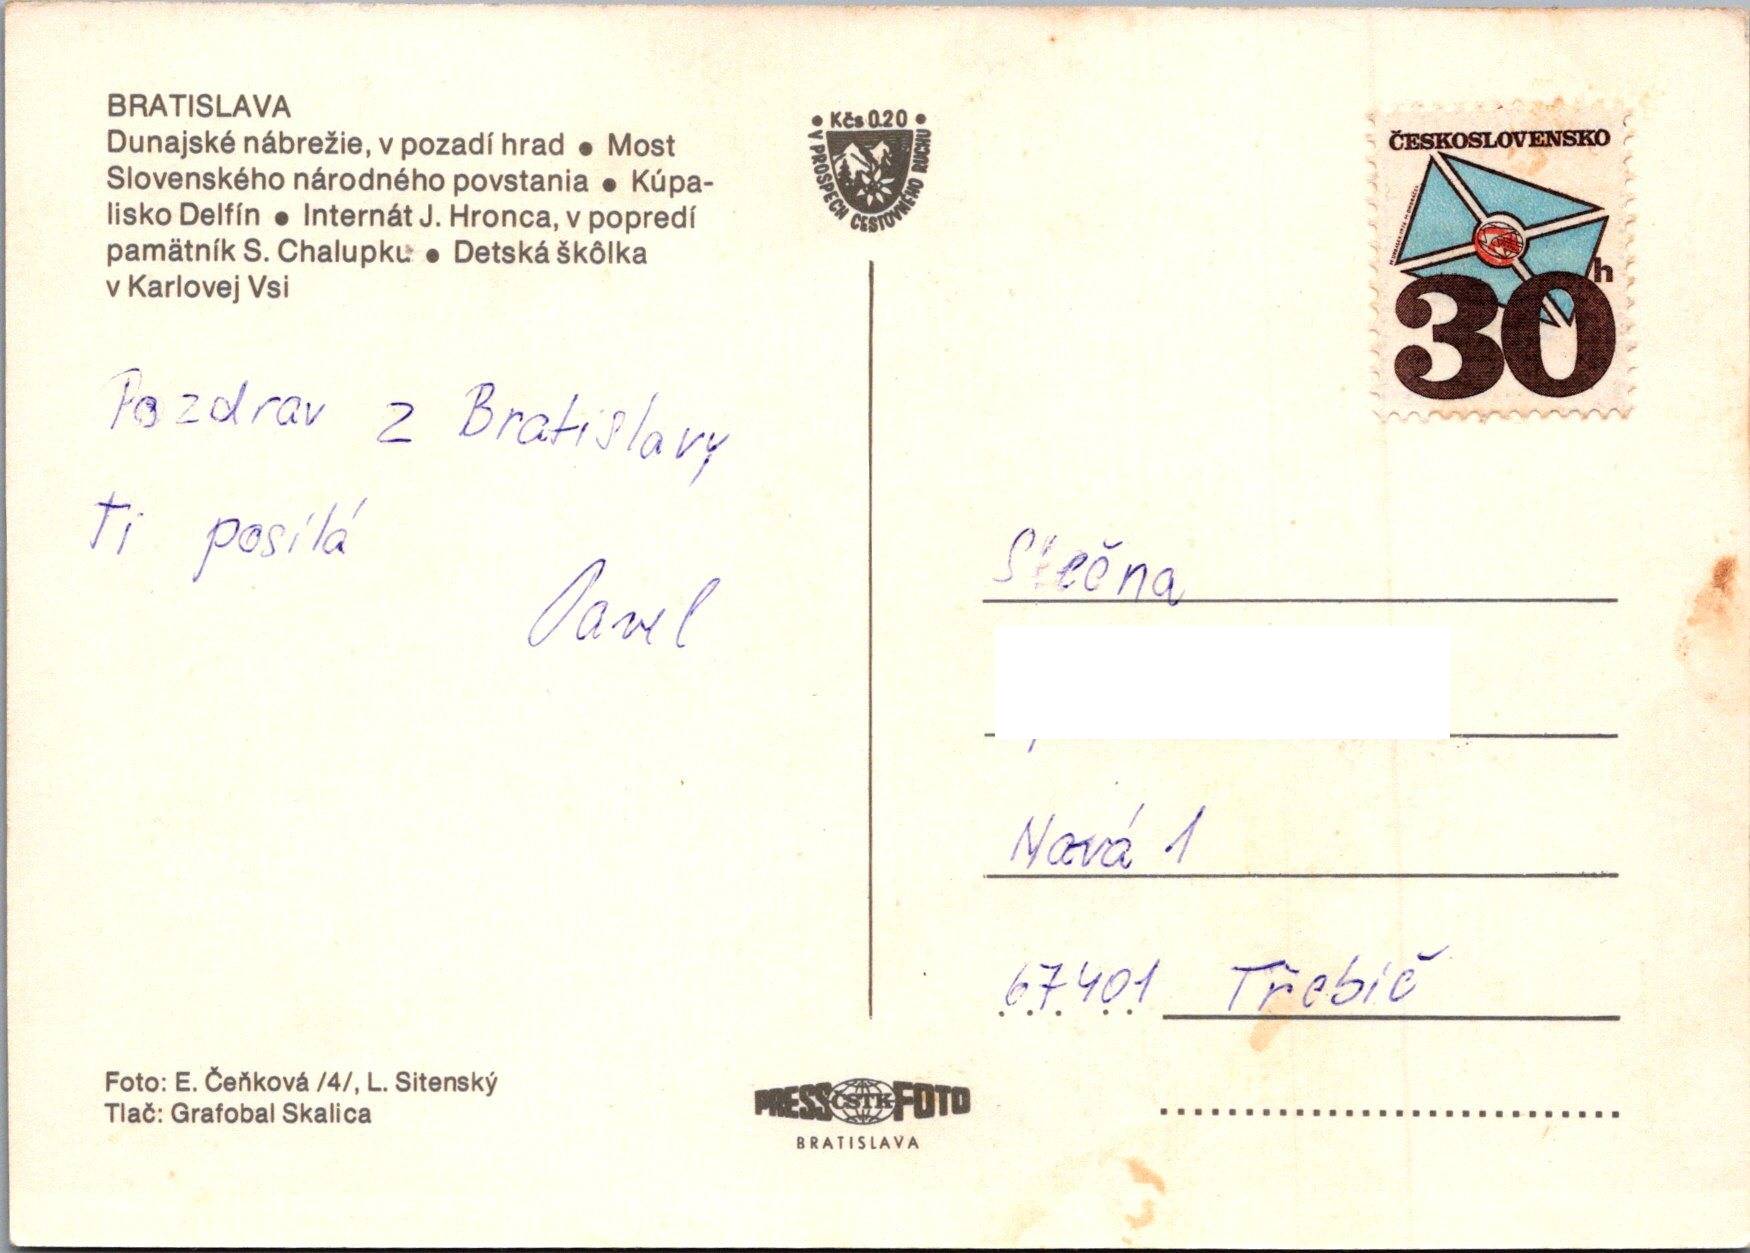 BRATISLAVA
Dunajské nábrežie, v pozadí hrad ● Most
Slovenského národného povstania ● Kúpa-
lisko Delfín ● Internát J. Hronca, v popredí
pamätník S. Chalupku ● Detská škôlka
v Karlovej Vsi
Pozdrav z Bratislavy
Ti posílá
Pavel
Foto: E. Čeňková /4/, L. Sitenský
Tlač: Grafobal Skalica
• Kčs 0.20 •
V PROSPECH CESTOVNÉHO RUCHU
PRESS ČSTK FOTO
BRATISLAVA
ČESKOSLOVENSKO
30 h
Slečna
Nová 1
67401 Třebíč